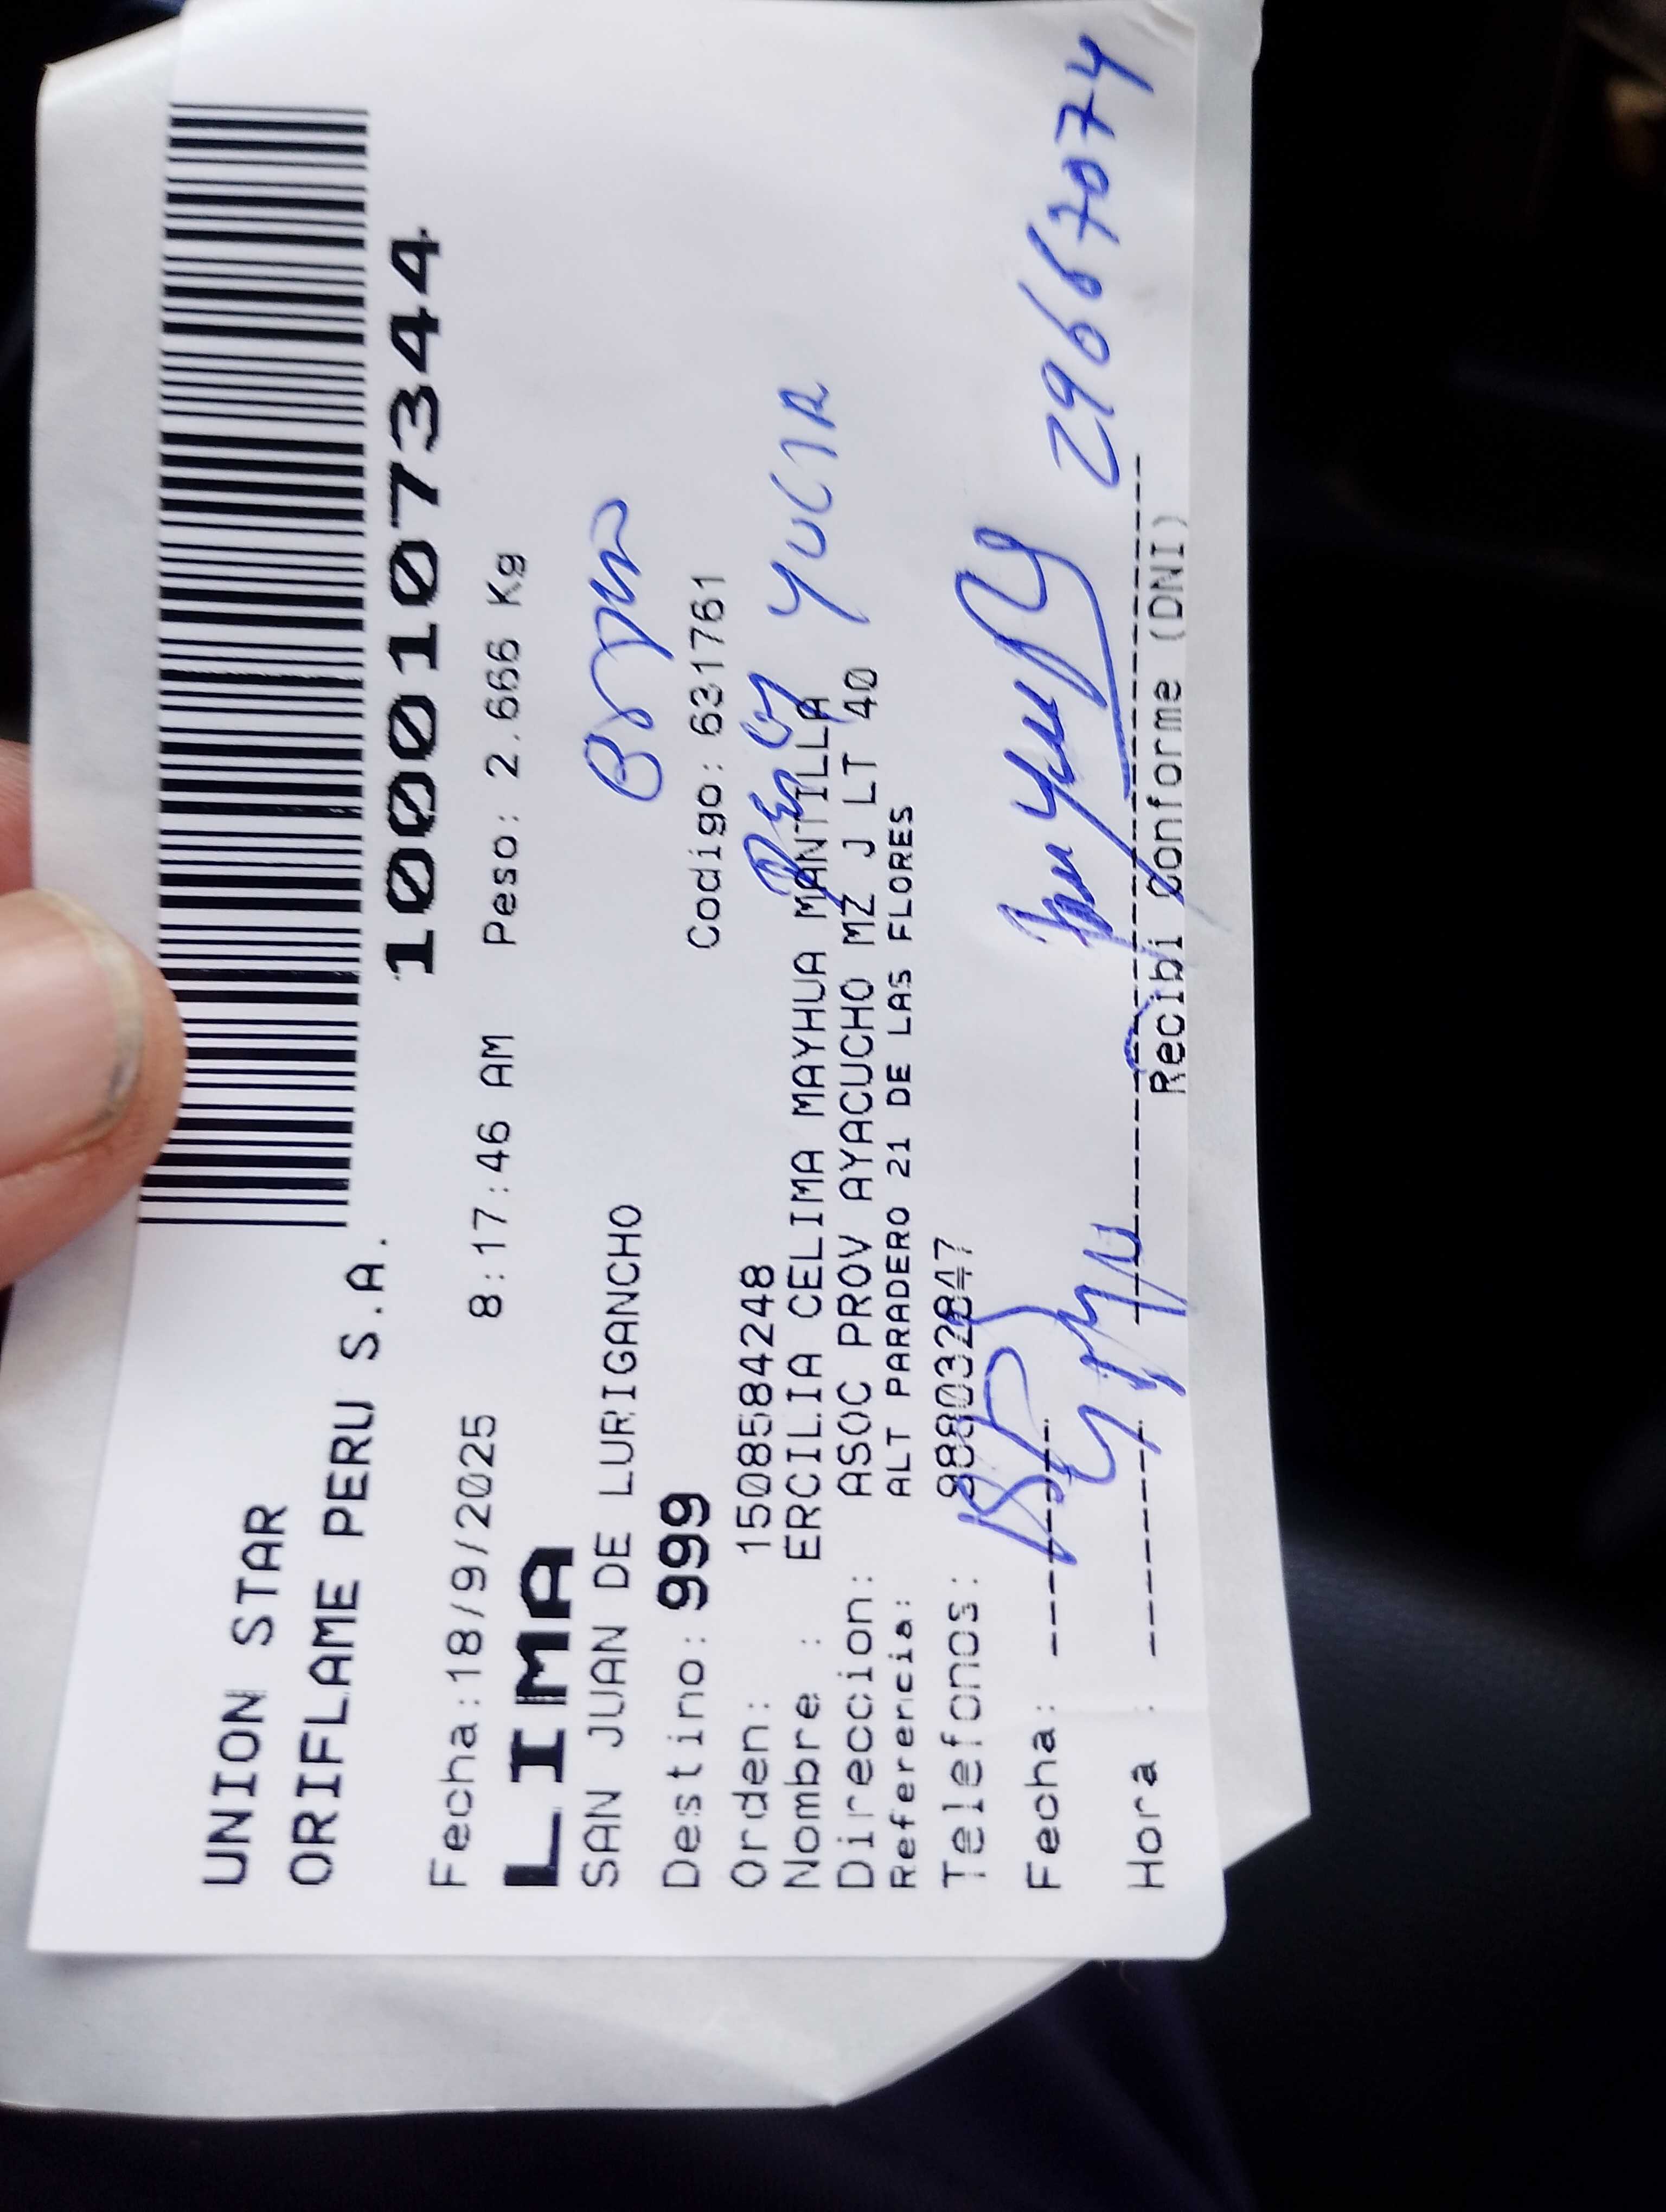 UNION STAR
ORIFLAME PERU S.A.
1000107344
Fecha:18/9/2025 8:17:46 AM Peso: 2.666 Kg
LIMA
SAN JUAN DE LURIGANCHO
Destino: 999 Codigo: 631761
Orden: 1508584248
Nombre : ERCILIA CELIMA MAYHUA MANTILLA
Direccion: ASOC PROV AYACUCHO MZ J LT 40
Referencia: ALT PARADERO 21 DE LAS FLORES
Telefonos:
Fecha:
29667074
Hora :
Recibi Conforme (DNI)